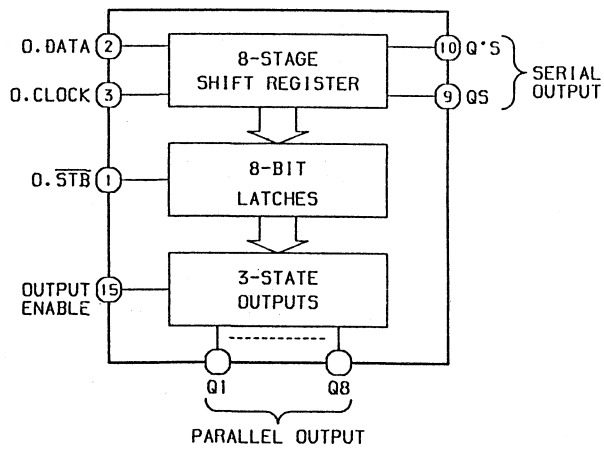 O.DATA 2
8-STAGE
SHIFT REGISTER
10 Q'S
O.CLOCK 3
9 QS
SERIAL
OUTPUT
O.STB 1
8-BIT
LATCHES
OUTPUT
ENABLE
15
3-STATE
OUTPUTS
Q1
Q8
PARALLEL OUTPUT